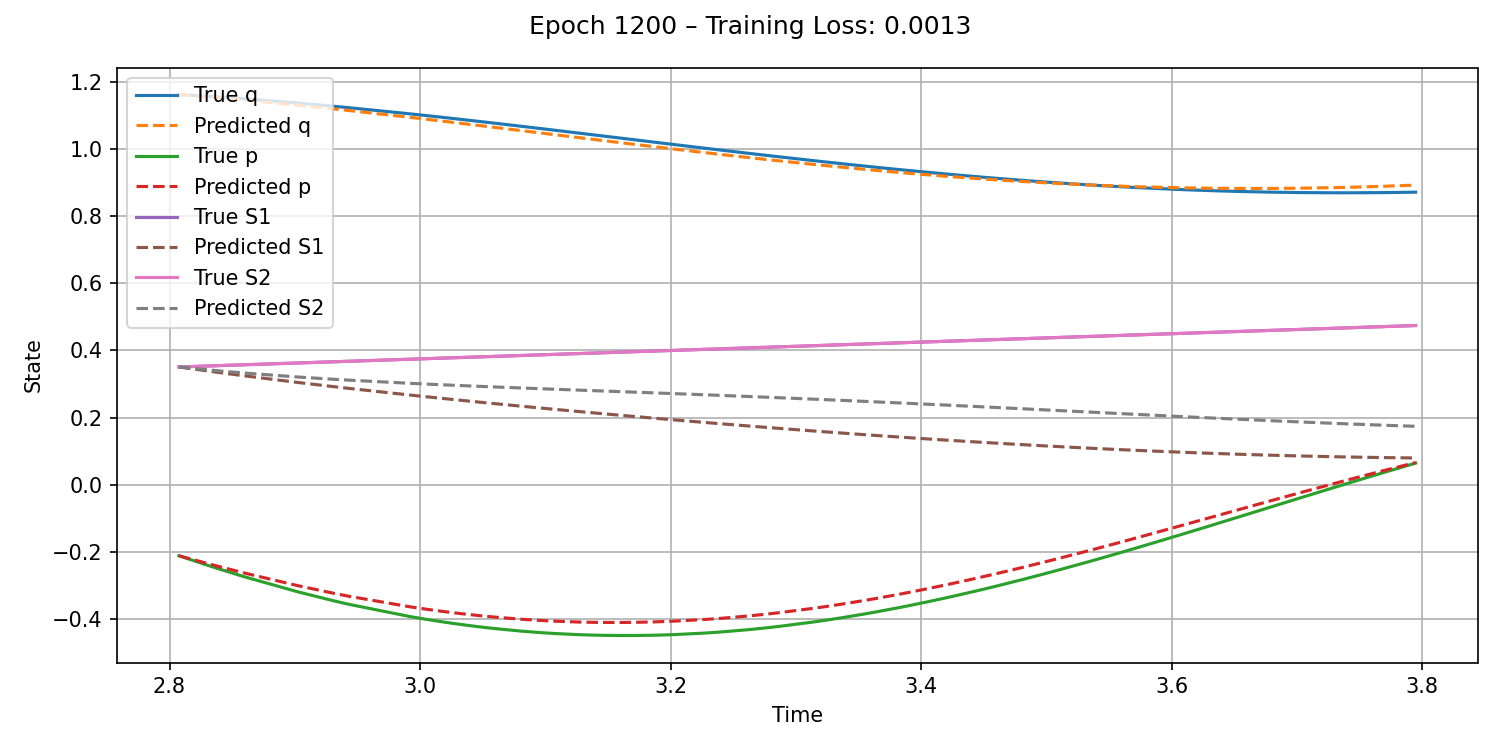 Epoch 1200 – Training Loss: 0.0013
1.2
1.0
0.8
0.6
0.4
0.2
0.0
−0.2
−0.4
State
True q
Predicted q
True p
Predicted p
True S1
Predicted S1
True S2
Predicted S2
2.8 3.0 3.2 3.4 3.6 3.8
Time